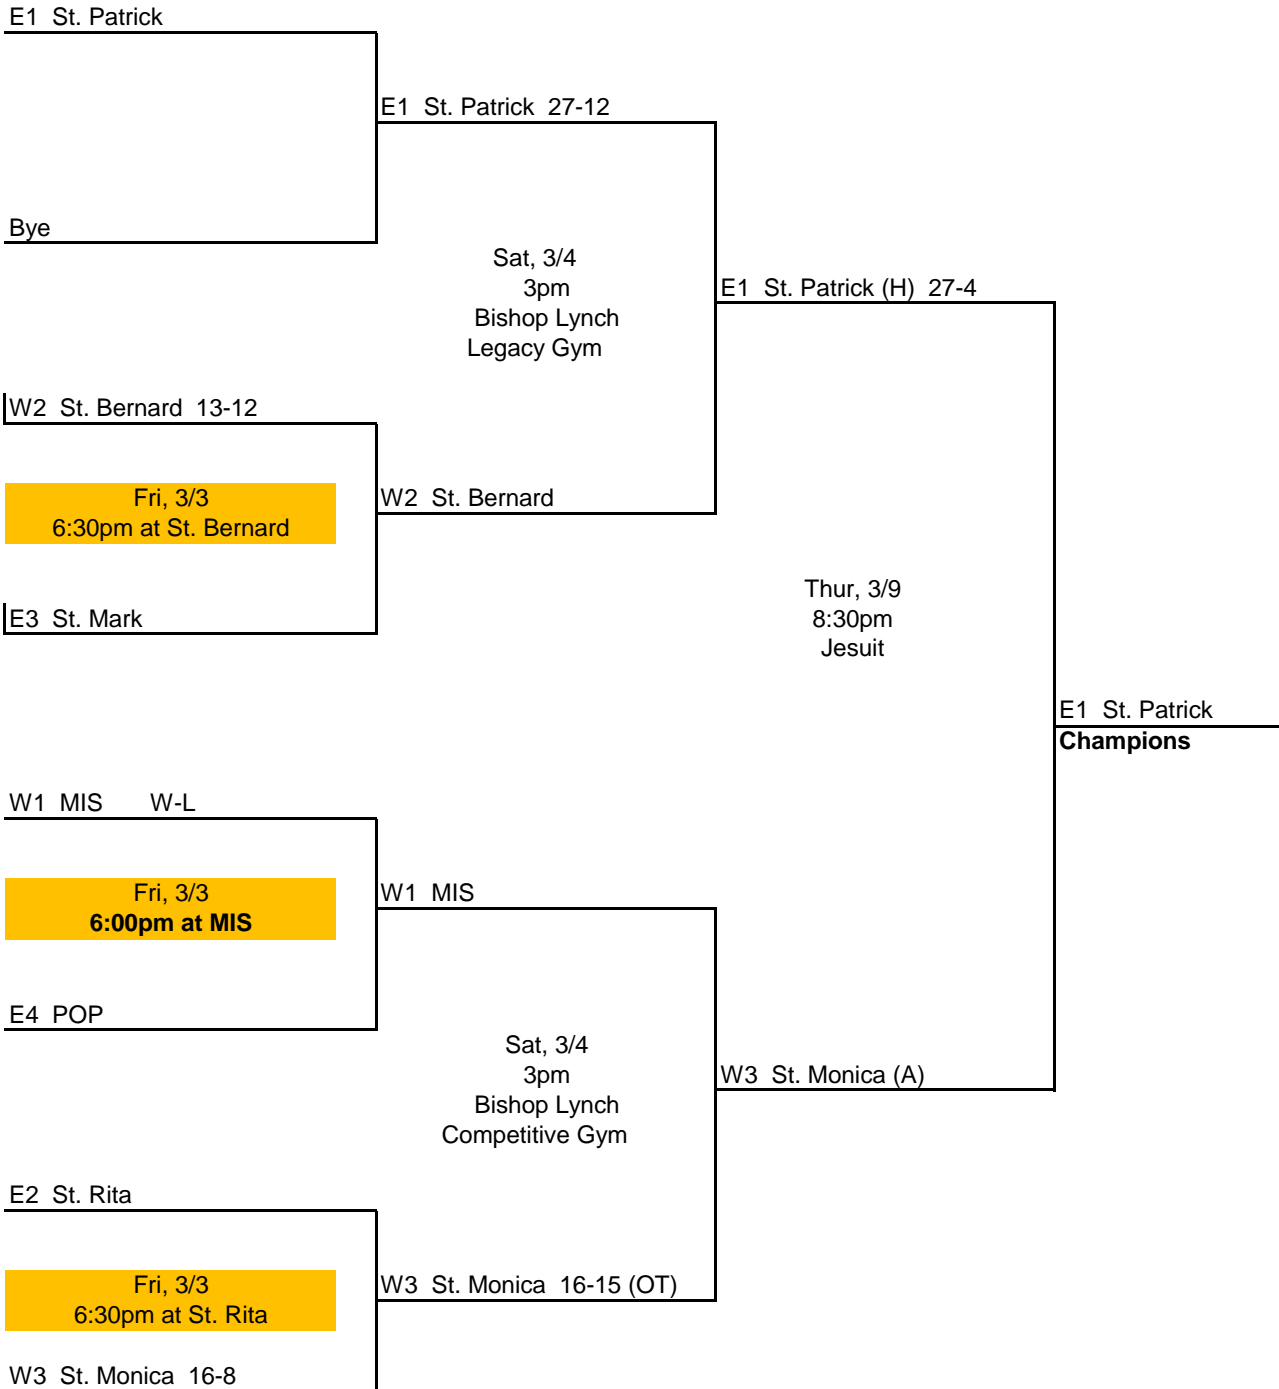 E1  St. Patrick
E1  St. Patrick  27-12
Bye
Sat, 3/4
3pm
Bishop Lynch
Legacy Gym
E1  St. Patrick (H)  27-4
W2  St. Bernard  13-12
Fri, 3/3
6:30pm at St. Bernard
W2  St. Bernard
E3  St. Mark
Thur, 3/9
8:30pm
Jesuit
E1  St. Patrick
Champions
W1  MIS  W-L
Fri, 3/3
6:00pm at MIS
W1  MIS
E4  POP
Sat, 3/4
3pm
Bishop Lynch
Competitive Gym
W3  St. Monica (A)
E2  St. Rita
Fri, 3/3
6:30pm at St. Rita
W3  St. Monica  16-15 (OT)
W3  St. Monica  16-8